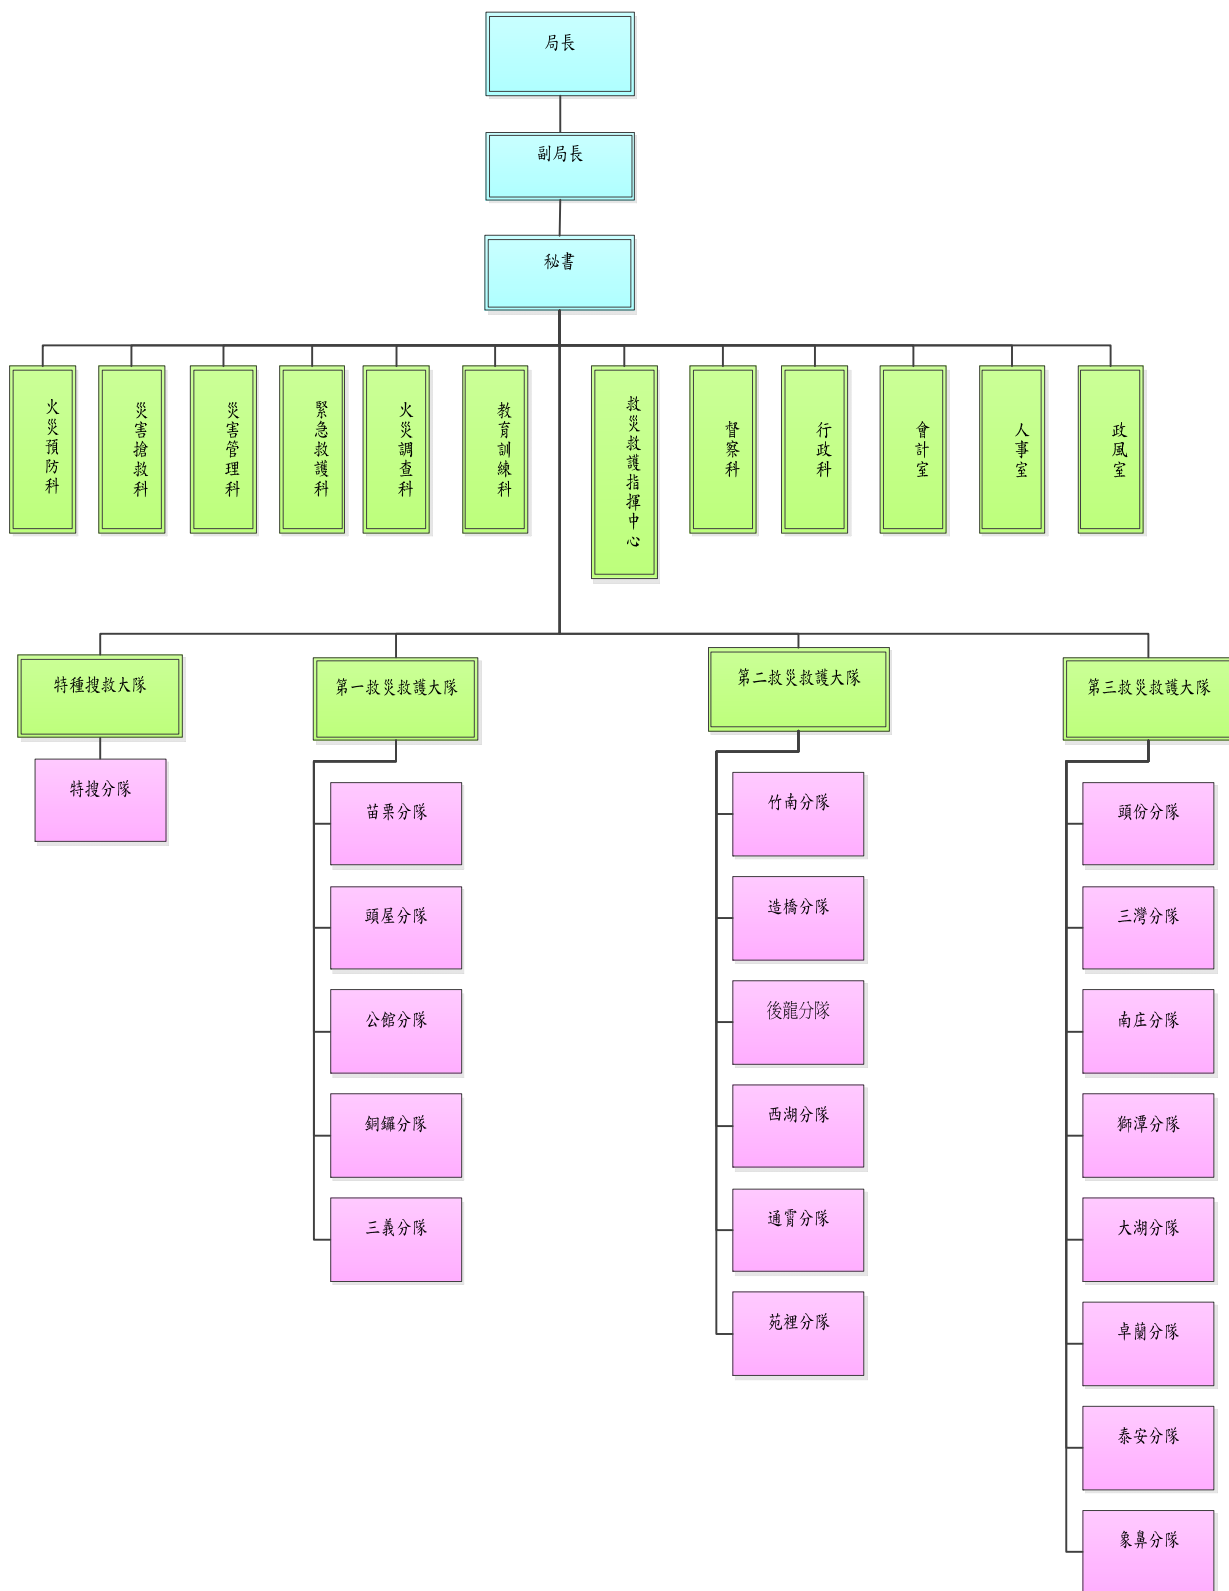 局長
副局長
秘書
火災預防科
災害搶救科
災害管理科
緊急救護科
火災調查科
教育訓練科
救災救護指揮中心
督察科
行政科
會計室
人事室
政風室
特種搜救大隊
第一救災救護大隊
第二救災救護大隊
第三救災救護大隊
特搜分隊
苗栗分隊
頭屋分隊
公館分隊
銅鑼分隊
三義分隊
竹南分隊
造橋分隊
後龍分隊
西湖分隊
通霄分隊
苑裡分隊
頭份分隊
三灣分隊
南庄分隊
獅潭分隊
大湖分隊
卓蘭分隊
泰安分隊
象鼻分隊